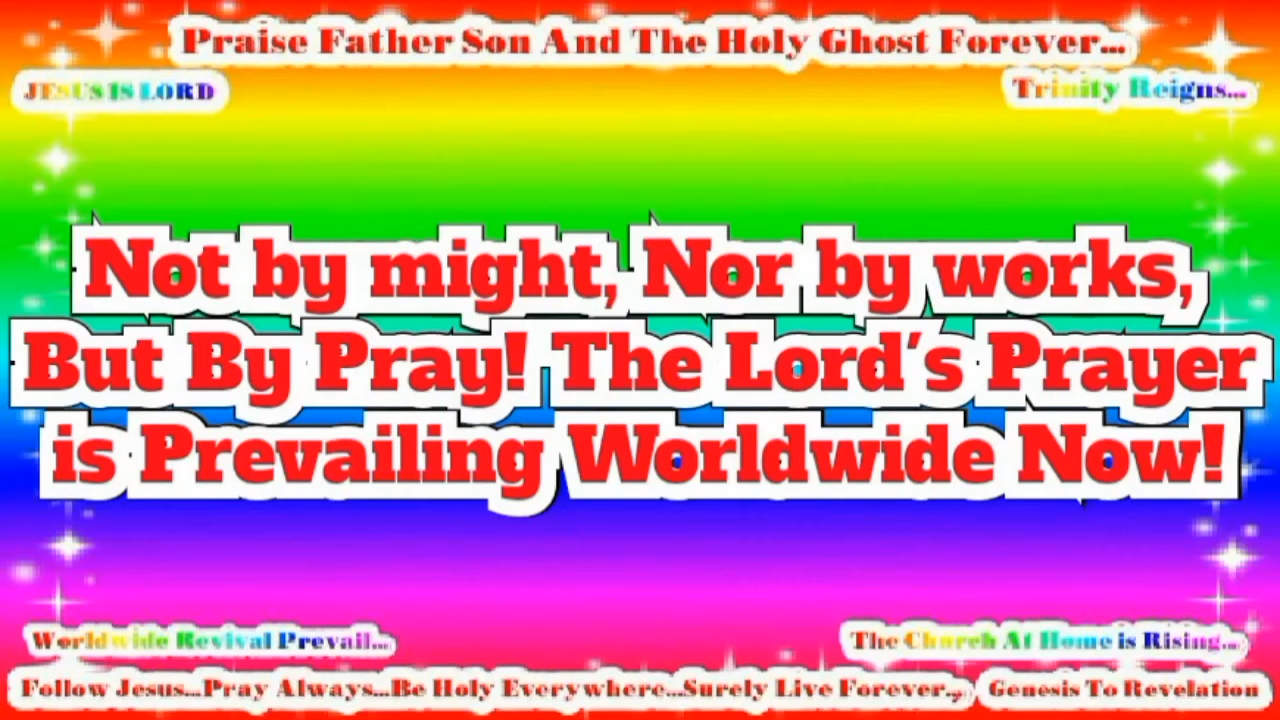 Praise Father Son And The Holy Ghost Forever...
JESUS IS LORD
Trinity Reigns...
Not by might, Nor by works,
But By Pray! The Lord's Prayer
is Prevailing Worldwide Now!
Worldwide Revival Prevail...
The Church At Home is Rising...
Follow Jesus...Pray Always...Be Holy Everywhere...Surely Live Forever...
Genesis To Revelation